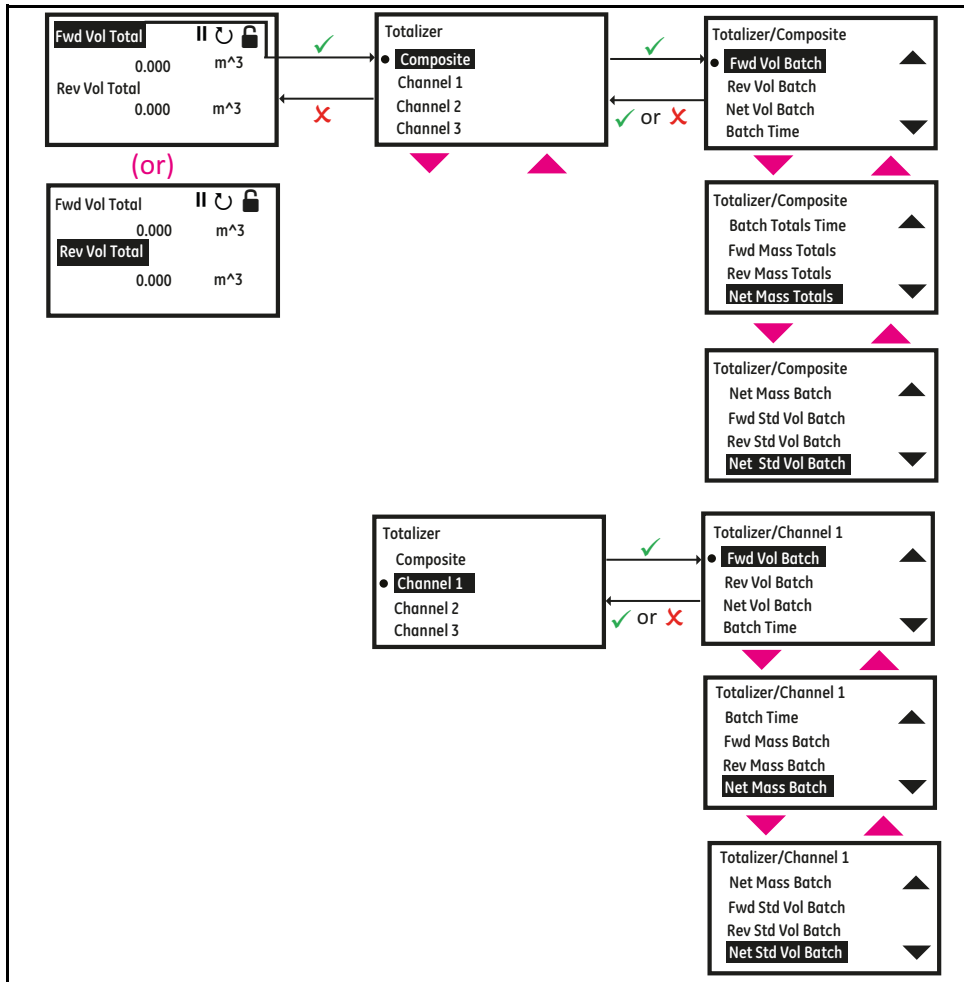 Fwd Vol Total
0.000 m^3
Rev Vol Total
0.000 m^3
(or)
Fwd Vol Total
0.000 m^3
Rev Vol Total
0.000 m^3
Totalizer
Composite
Channel 1
Channel 2
Channel 3
or
Totalizer/Composite
Fwd Vol Batch
Rev Vol Batch
Net Vol Batch
Batch Time
Totalizer/Composite
Batch Totals Time
Fwd Mass Totals
Rev Mass Totals
Net Mass Totals
Totalizer/Composite
Net Mass Batch
Fwd Std Vol Batch
Rev Std Vol Batch
Net Std Vol Batch
Totalizer
Composite
Channel 1
Channel 2
Channel 3
or
Totalizer/Channel 1
Fwd Vol Batch
Rev Vol Batch
Net Vol Batch
Batch Time
Totalizer/Channel 1
Batch Time
Fwd Mass Batch
Rev Mass Batch
Net Mass Batch
Totalizer/Channel 1
Net Mass Batch
Fwd Std Vol Batch
Rev Std Vol Batch
Net Std Vol Batch